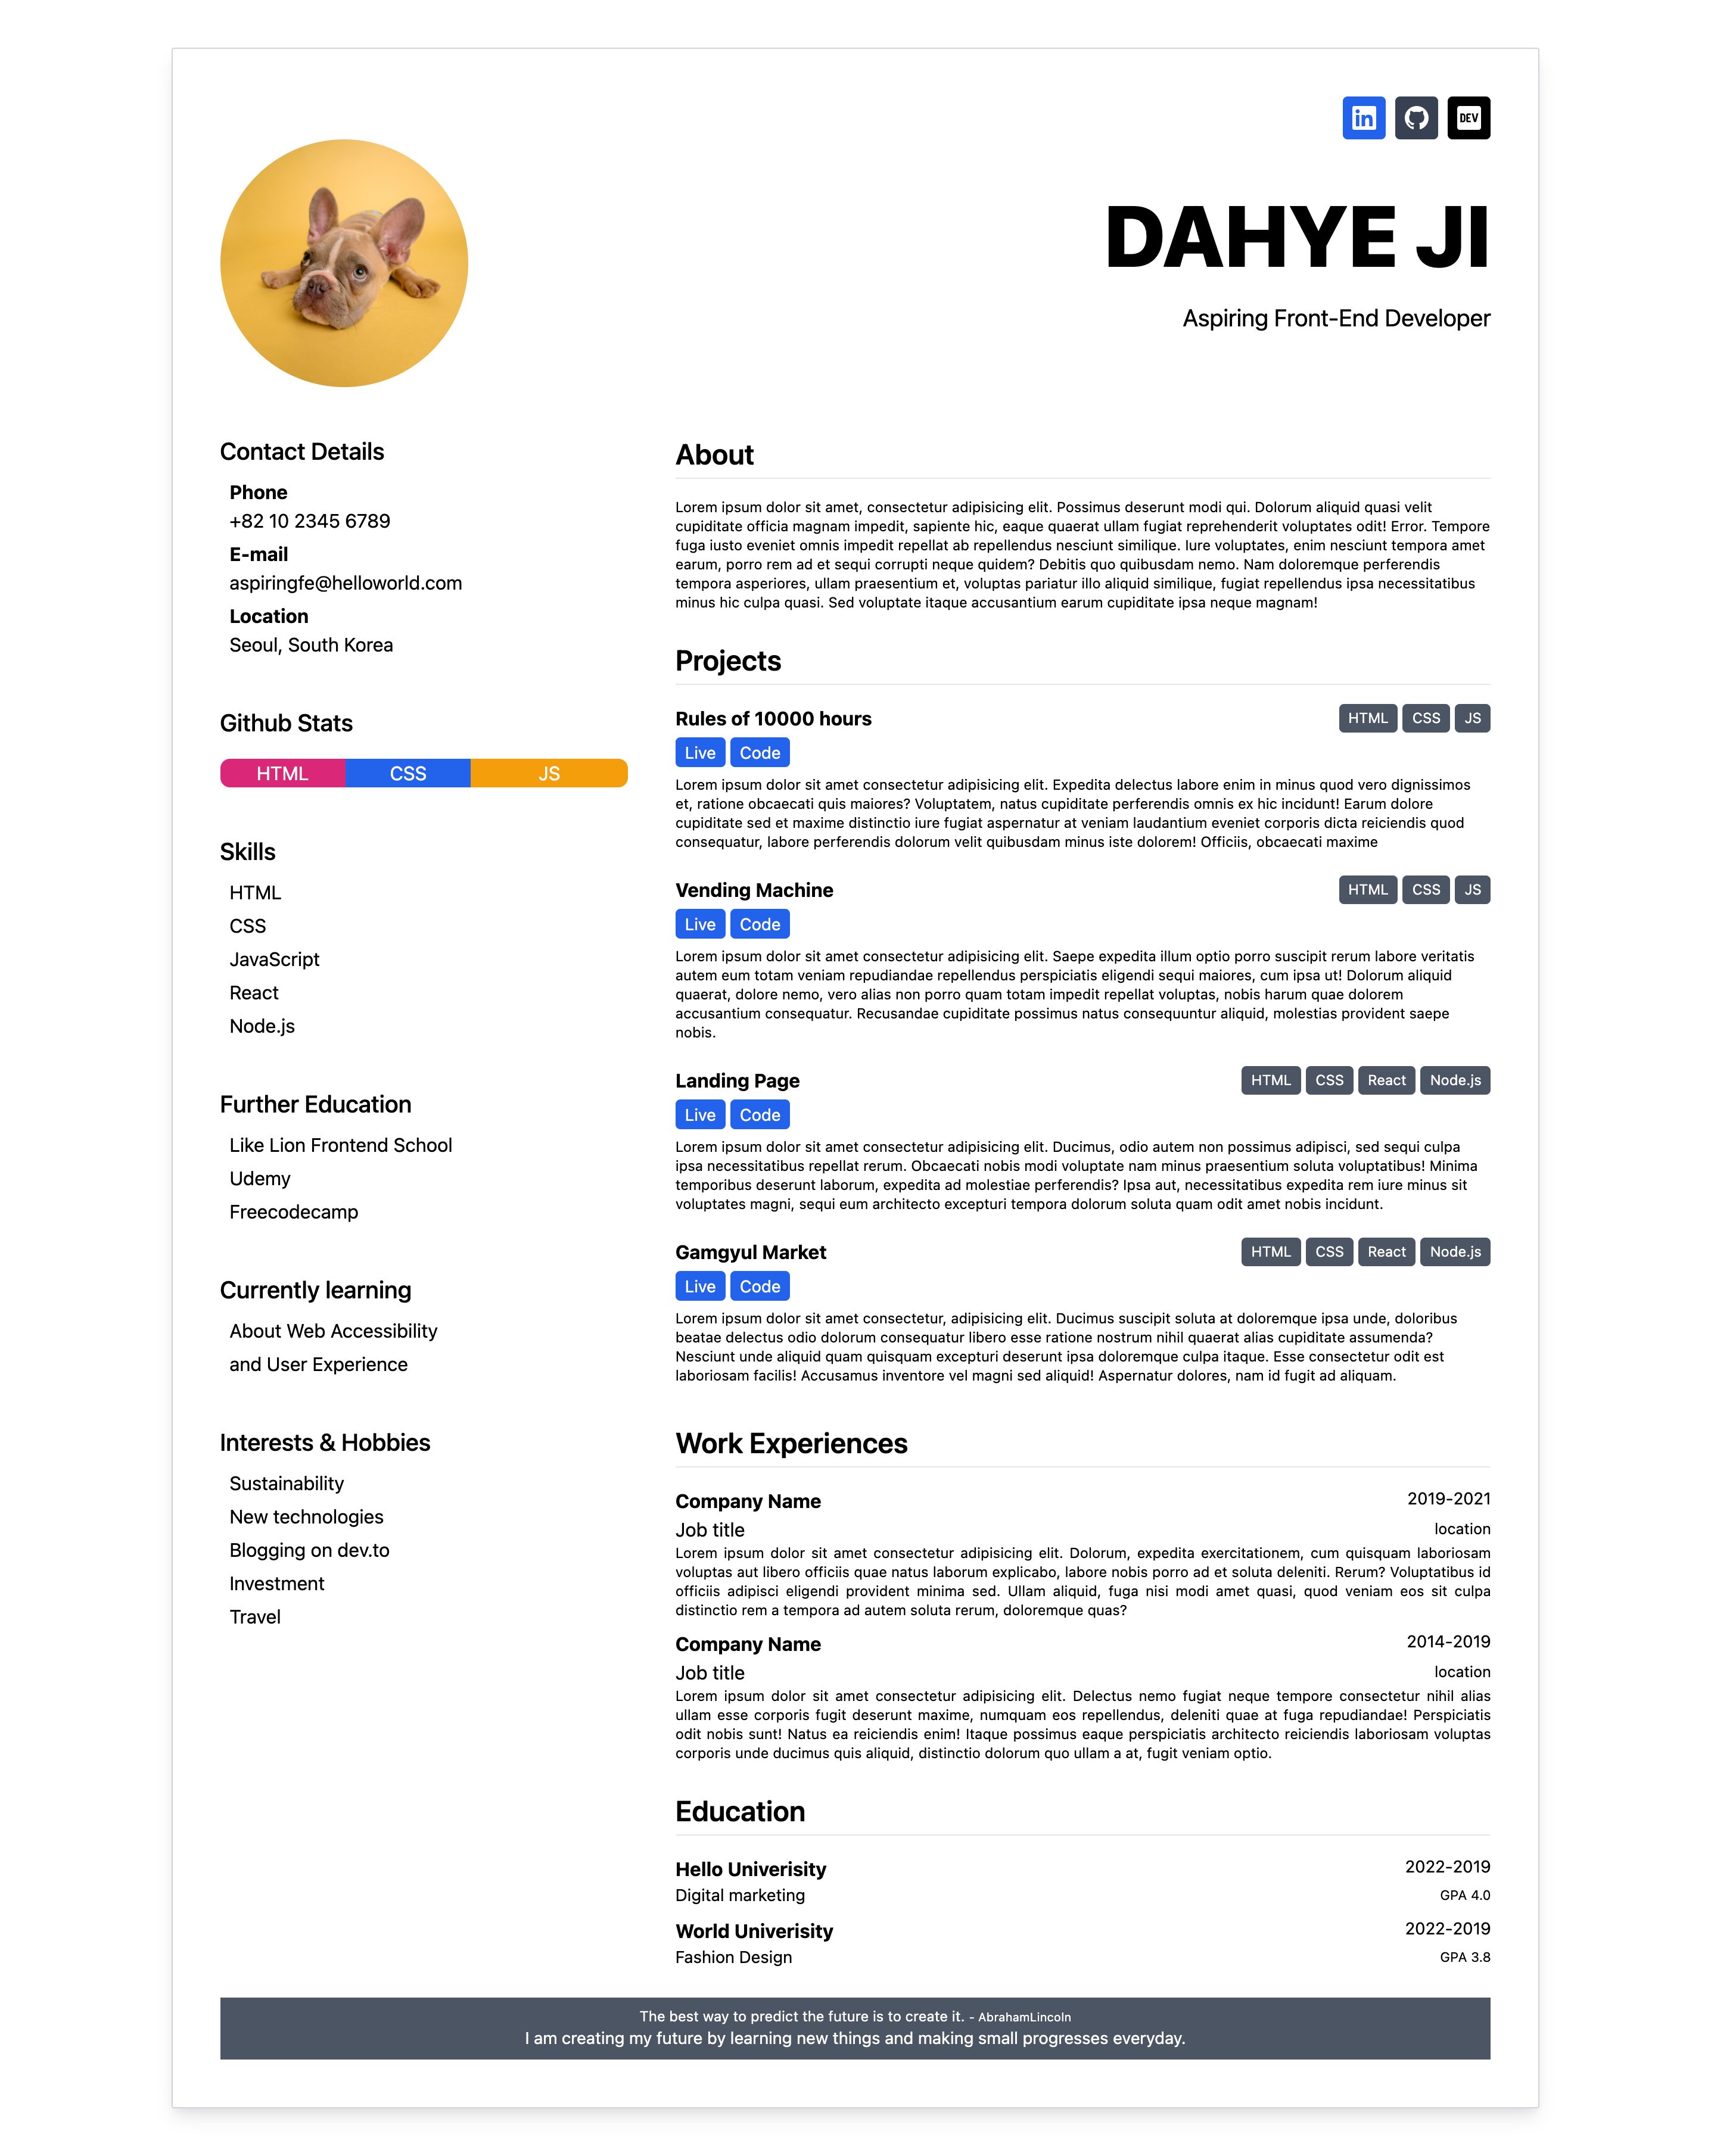 in
DEV
DAHYE JI
Aspiring Front-End Developer
Contact Details
Phone
+82 10 2345 6789
E-mail
aspiringfe@helloworld.com
Location
Seoul, South Korea
Github Stats
HTML CSS JS
Skills
HTML
CSS
JavaScript
React
Node.js
Further Education
Like Lion Frontend School
Udemy
Freecodecamp
Currently learning
About Web Accessibility
and User Experience
Interests & Hobbies
Sustainability
New technologies
Blogging on dev.to
Investment
Travel
About
Lorem ipsum dolor sit amet, consectetur adipisicing elit. Possimus deserunt modi qui. Dolorum aliquid quasi velit
cupiditate officia magnam impedit, sapiente hic, eaque quaerat ullam fugiat reprehenderit voluptates odit! Error. Tempore
fuga iusto eveniet omnis impedit repellat ab repellendus nesciunt similique. Iure voluptates, enim nesciunt tempora amet
earum, porro rem ad et sequi corrupti neque quidem? Debitis quo quibusdam nemo. Nam doloremque perferendis
tempora asperiores, ullam praesentium et, voluptas pariatur illo aliquid similique, fugiat repellendus ipsa necessitatibus
minus hic culpa quasi. Sed voluptate itaque accusantium earum cupiditate ipsa neque magnam!
Projects
Rules of 10000 hours HTML CSS JS
Live Code
Lorem ipsum dolor sit amet consectetur adipisicing elit. Expedita delectus labore enim in minus quod vero dignissimos
et, ratione obcaecati quis maiores? Voluptatem, natus cupiditate perferendis omnis ex hic incidunt! Earum dolore
cupiditate sed et maxime distinctio iure fugiat aspernatur at veniam laudantium eveniet corporis dicta reiciendis quod
consequatur, labore perferendis dolorum velit quibusdam minus iste dolorem! Officiis, obcaecati maxime
Vending Machine HTML CSS JS
Live Code
Lorem ipsum dolor sit amet consectetur adipisicing elit. Saepe expedita illum optio porro suscipit rerum labore veritatis
autem eum totam veniam repudiandae repellendus perspiciatis eligendi sequi maiores, cum ipsa ut! Dolorum aliquid
quaerat, dolore nemo, vero alias non porro quam totam impedit repellat voluptas, nobis harum quae dolorem
accusantium consequatur. Recusandae cupiditate possimus natus consequuntur aliquid, molestias provident saepe
nobis.
Landing Page HTML CSS React Node.js
Live Code
Lorem ipsum dolor sit amet consectetur adipisicing elit. Ducimus, odio autem non possimus adipisci, sed sequi culpa
ipsa necessitatibus repellat rerum. Obcaecati nobis modi voluptate nam minus praesentium soluta voluptatibus! Minima
temporibus deserunt laborum, expedita ad molestiae perferendis? Ipsa aut, necessitatibus expedita rem iure minus sit
voluptates magni, sequi eum architecto excepturi tempora dolorum soluta quam odit amet nobis incidunt.
Gamgyul Market HTML CSS React Node.js
Live Code
Lorem ipsum dolor sit amet consectetur, adipisicing elit. Ducimus suscipit soluta at doloremque ipsa unde, doloribus
beatae delectus odio dolorum consequatur libero esse ratione nostrum nihil quaerat alias cupiditate assumenda?
Nesciunt unde aliquid quam quisquam excepturi deserunt ipsa doloremque culpa itaque. Esse consectetur odit est
laboriosam facilis! Accusamus inventore vel magni sed aliquid! Aspernatur dolores, nam id fugit ad aliquam.
Work Experiences
Company Name 2019-2021
Job title location
Lorem ipsum dolor sit amet consectetur adipisicing elit. Dolorum, expedita exercitationem, cum quisquam laboriosam
voluptas aut libero officiis quae natus laborum explicabo, labore nobis porro ad et soluta deleniti. Rerum? Voluptatibus id
officiis adipisci eligendi provident minima sed. Ullam aliquid, fuga nisi modi amet quasi, quod veniam eos sit culpa
distinctio rem a tempora ad autem soluta rerum, doloremque quas?
Company Name 2014-2019
Job title location
Lorem ipsum dolor sit amet consectetur adipisicing elit. Delectus nemo fugiat neque tempore consectetur nihil alias
ullam esse corporis fugit deserunt maxime, numquam eos repellendus, deleniti quae at fuga repudiandae! Perspiciatis
odit nobis sunt! Natus ea reiciendis enim! Itaque possimus eaque perspiciatis architecto reiciendis laboriosam voluptas
corporis unde ducimus quis aliquid, distinctio dolorum quo ullam a at, fugit veniam optio.
Education
Hello Univerisity 2022-2019
Digital marketing GPA 4.0
World Univerisity 2022-2019
Fashion Design GPA 3.8
The best way to predict the future is to create it. - AbrahamLincoln
I am creating my future by learning new things and making small progresses everyday.